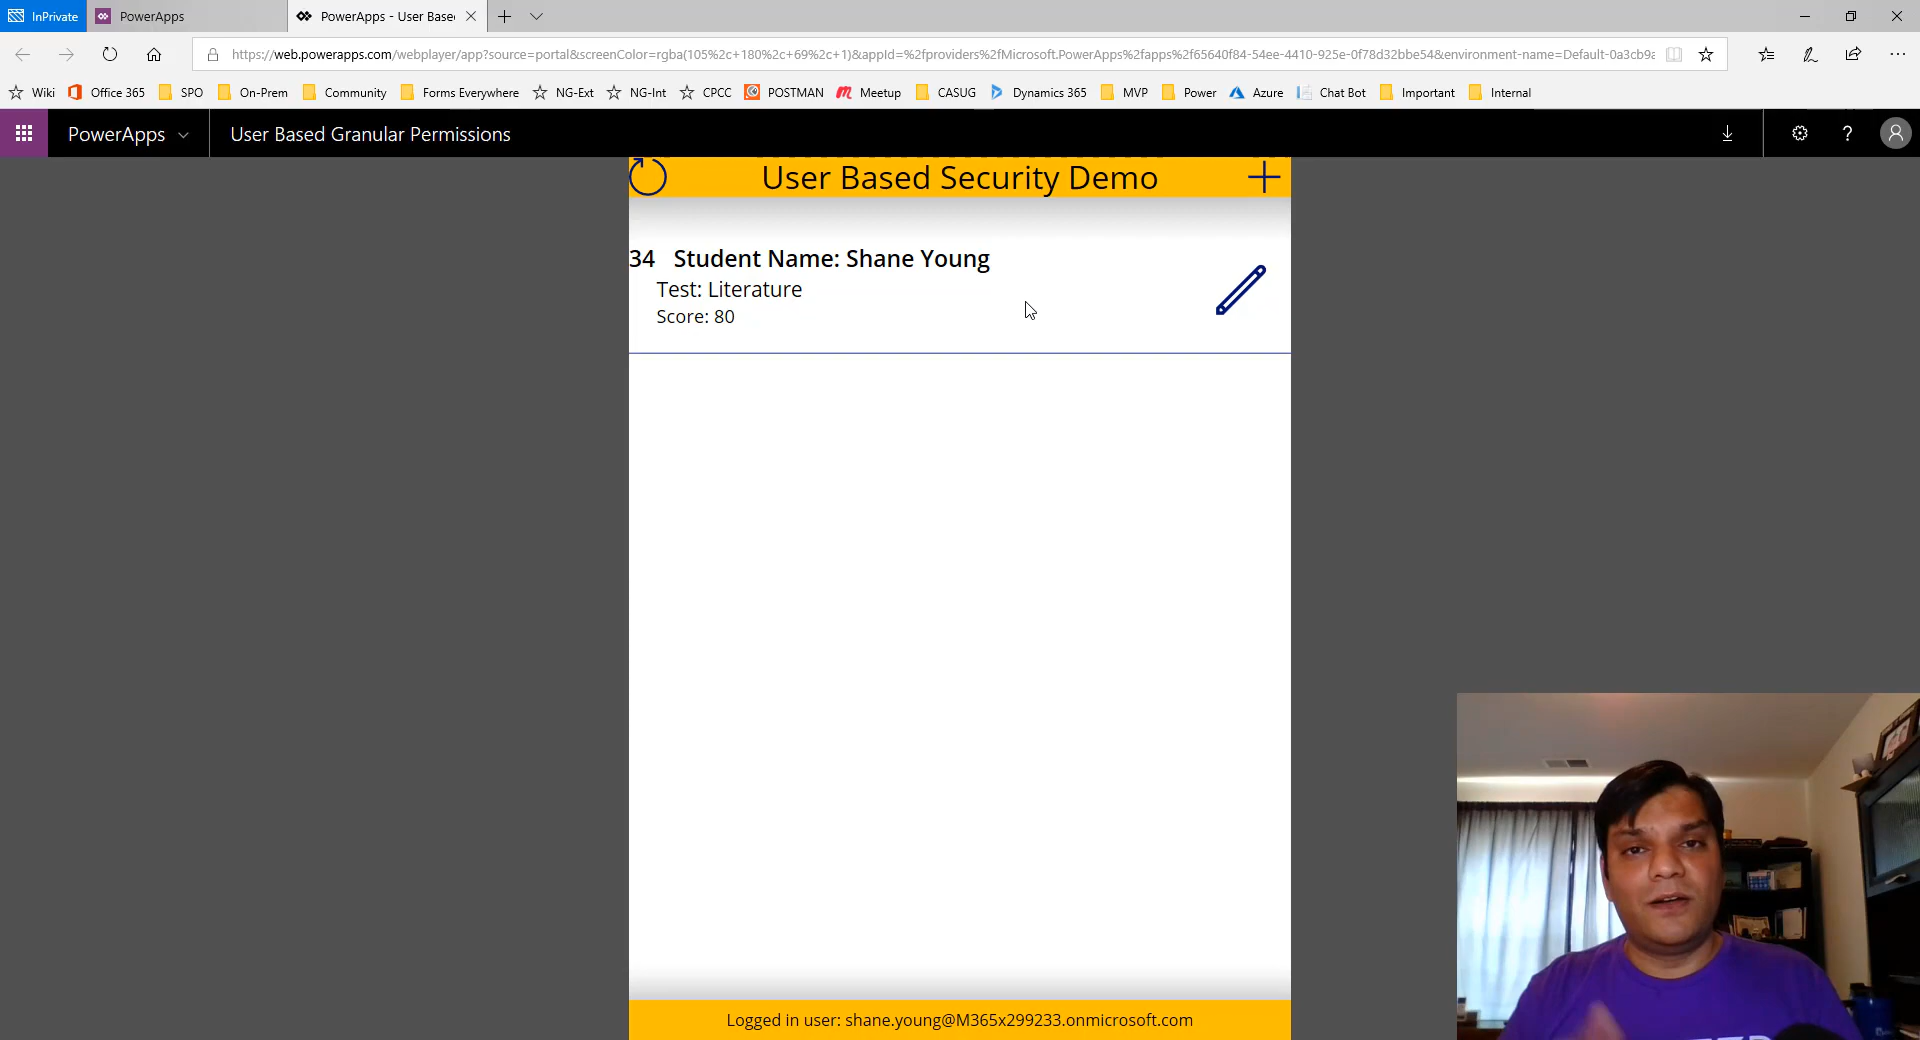 InPrivate
PowerApps
PowerApps - User Base
https://web.powerapps.com/webplayer/app?source=portal&screenColor=rgba(105%2c+180%2c+69%2c+1)&appId=%2fproviders%2fMicrosoft.PowerApps%2fapps%2f65640f84-54ee-4410-925e-0f78d32bbe54&environment-name=Default-0a3cb9a
Wiki
Office 365
SPO
On-Prem
Community
Forms Everywhere
NG-Ext
NG-Int
CPCC
POSTMAN
Meetup
CASUG
Dynamics 365
MVP
Power
Azure
Chat Bot
Important
Internal
PowerApps
User Based Granular Permissions
?
User Based Security Demo
34 Student Name: Shane Young
Test: Literature
Score: 80
Logged in user: shane.young@M365x299233.onmicrosoft.com